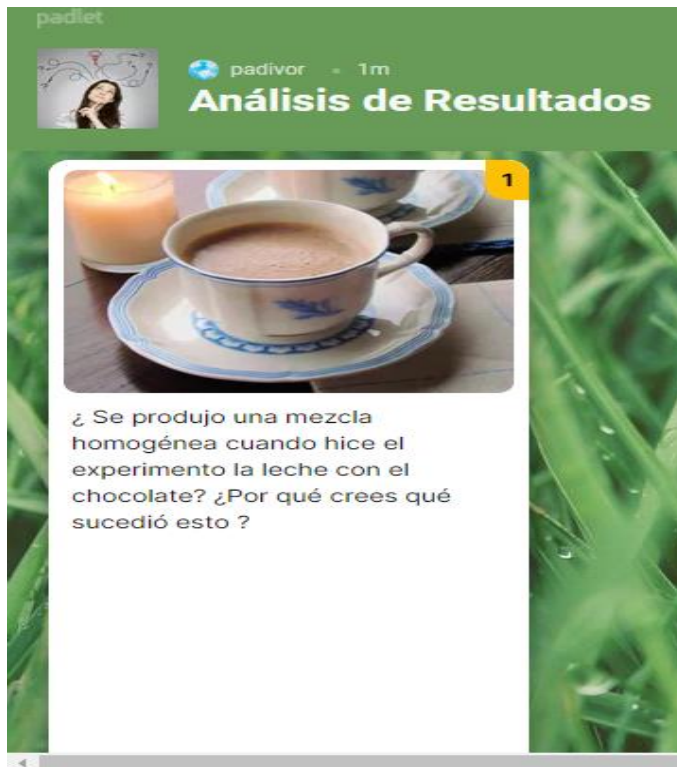 padlet
padivor • 1m
Análisis de Resultados
1
¿ Se produjo una mezcla
homogénea cuando hice el
experimento la leche con el
chocolate? ¿Por qué crees qué
sucedió esto ?